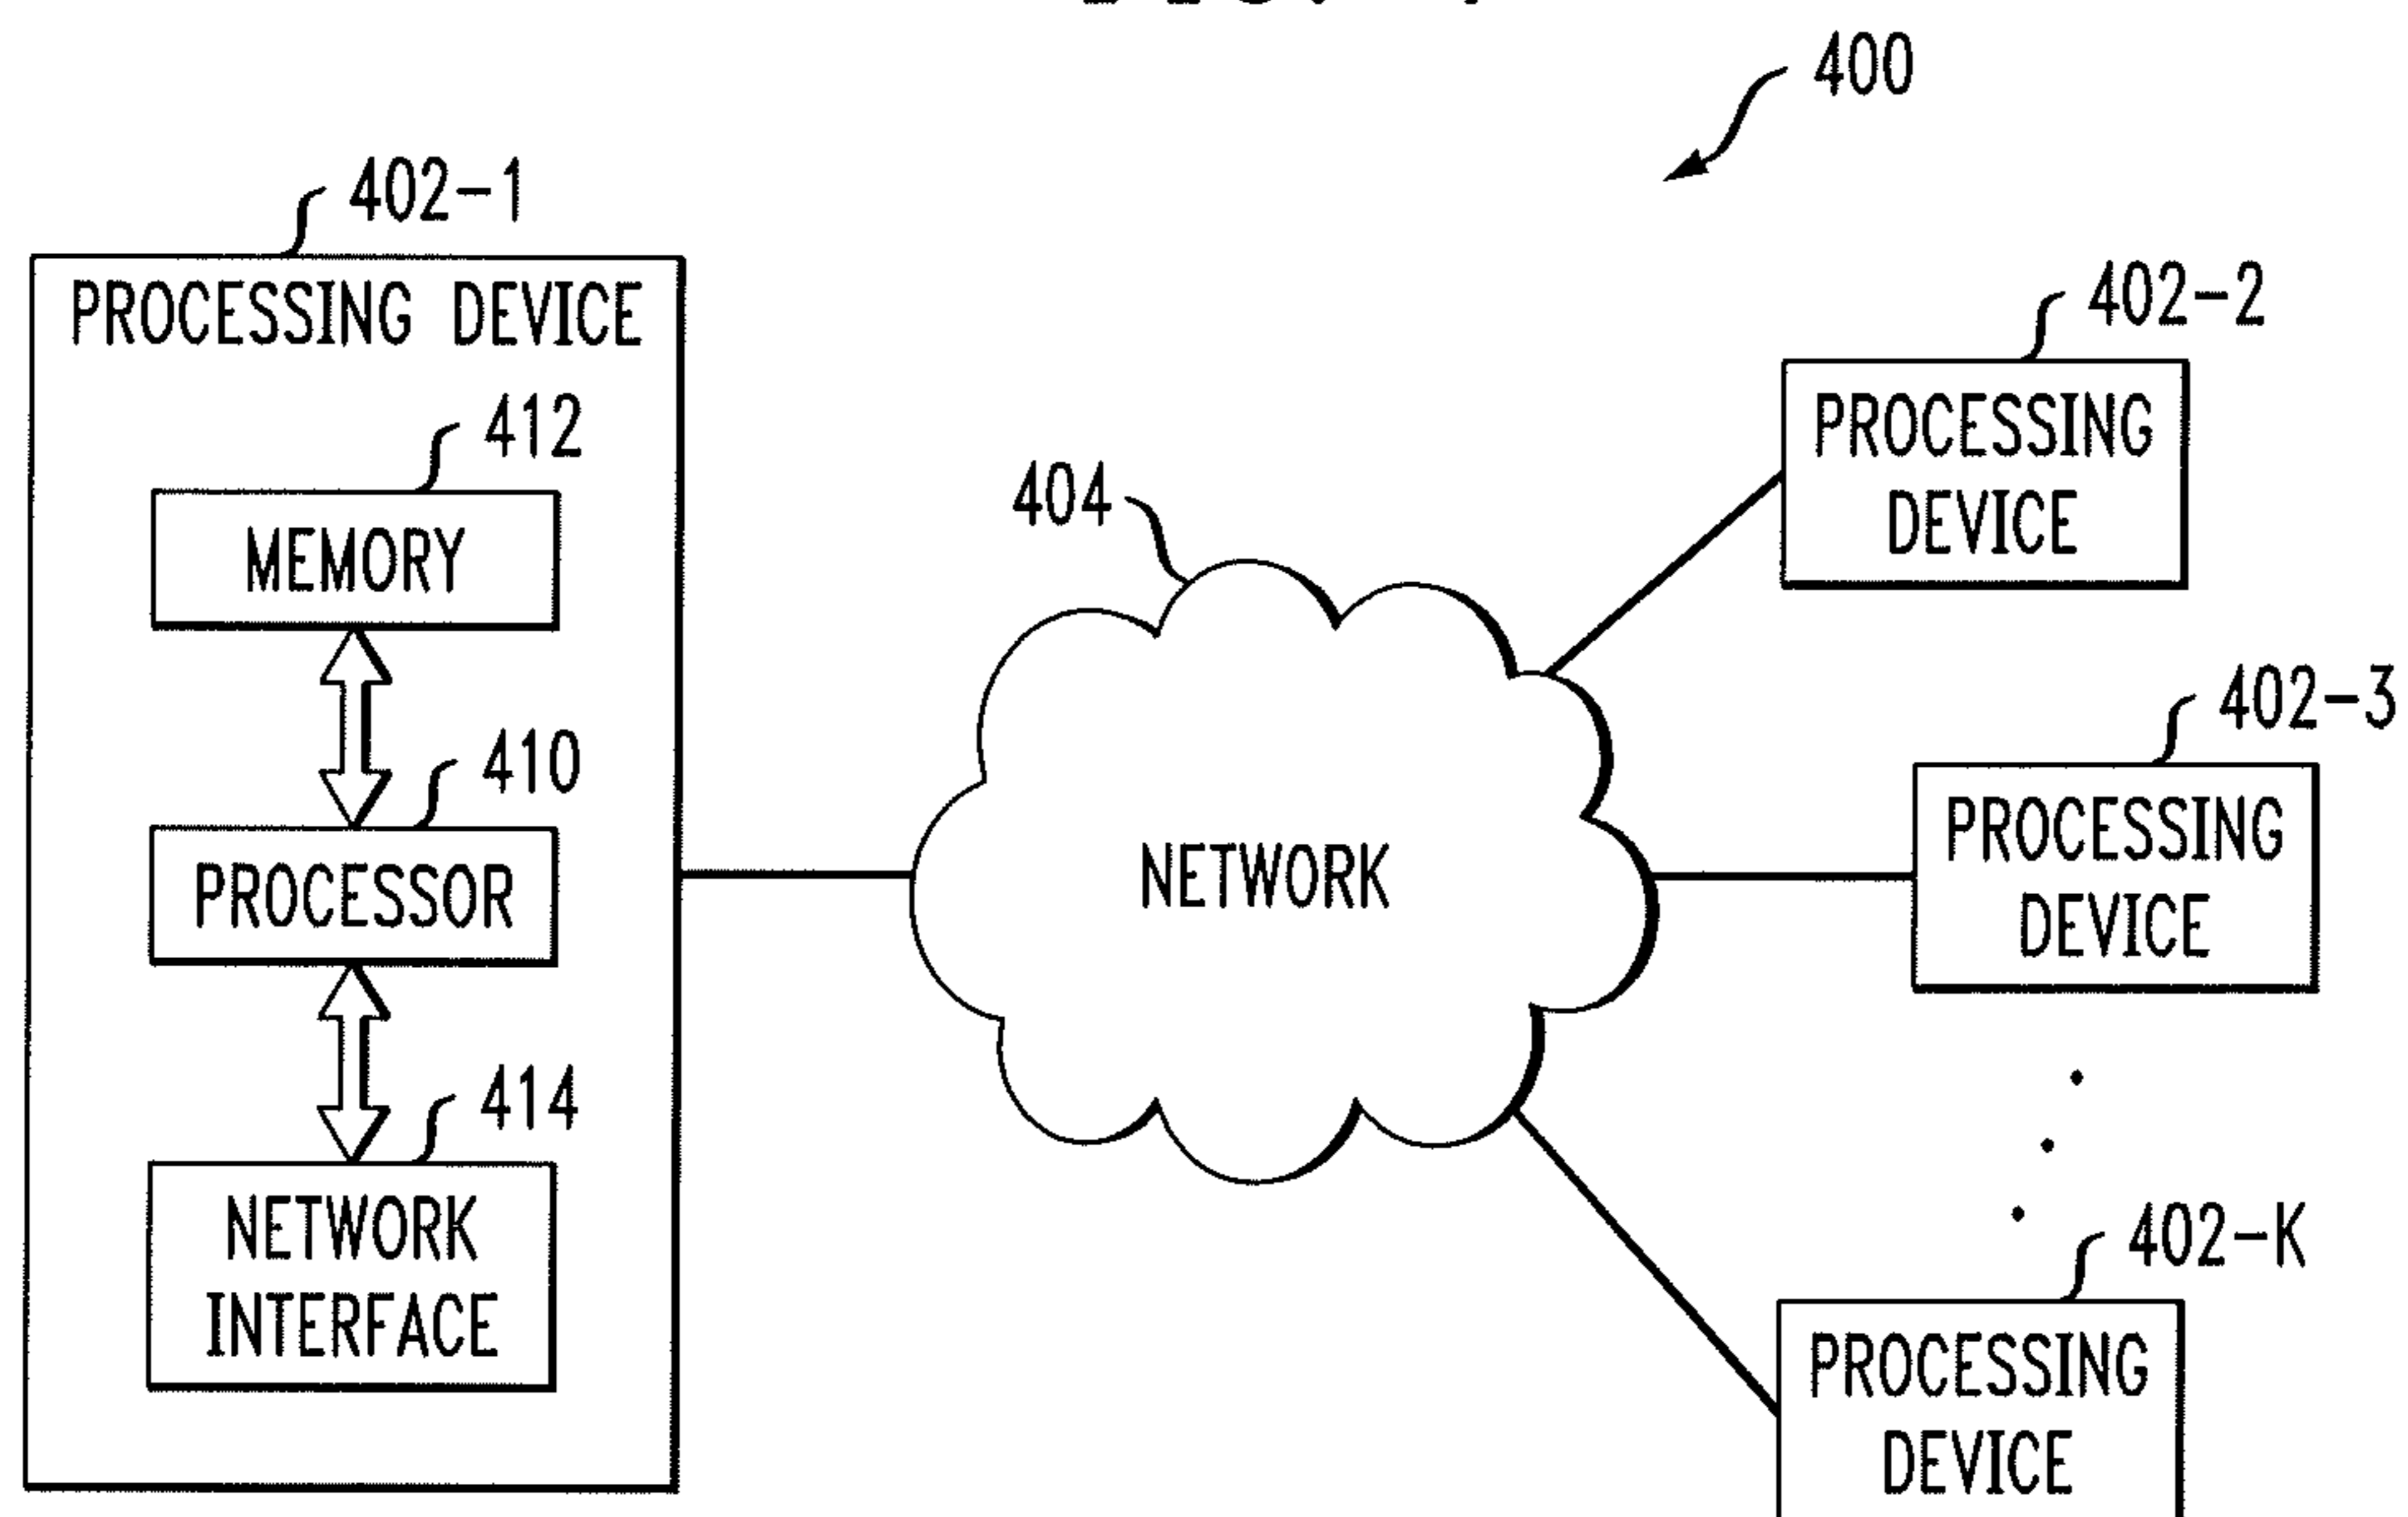 400
402-1
PROCESSING DEVICE
412
MEMORY
410
PROCESSOR
414
NETWORK
INTERFACE
404
NETWORK
402-2
PROCESSING
DEVICE
402-3
PROCESSING
DEVICE
402-K
PROCESSING
DEVICE